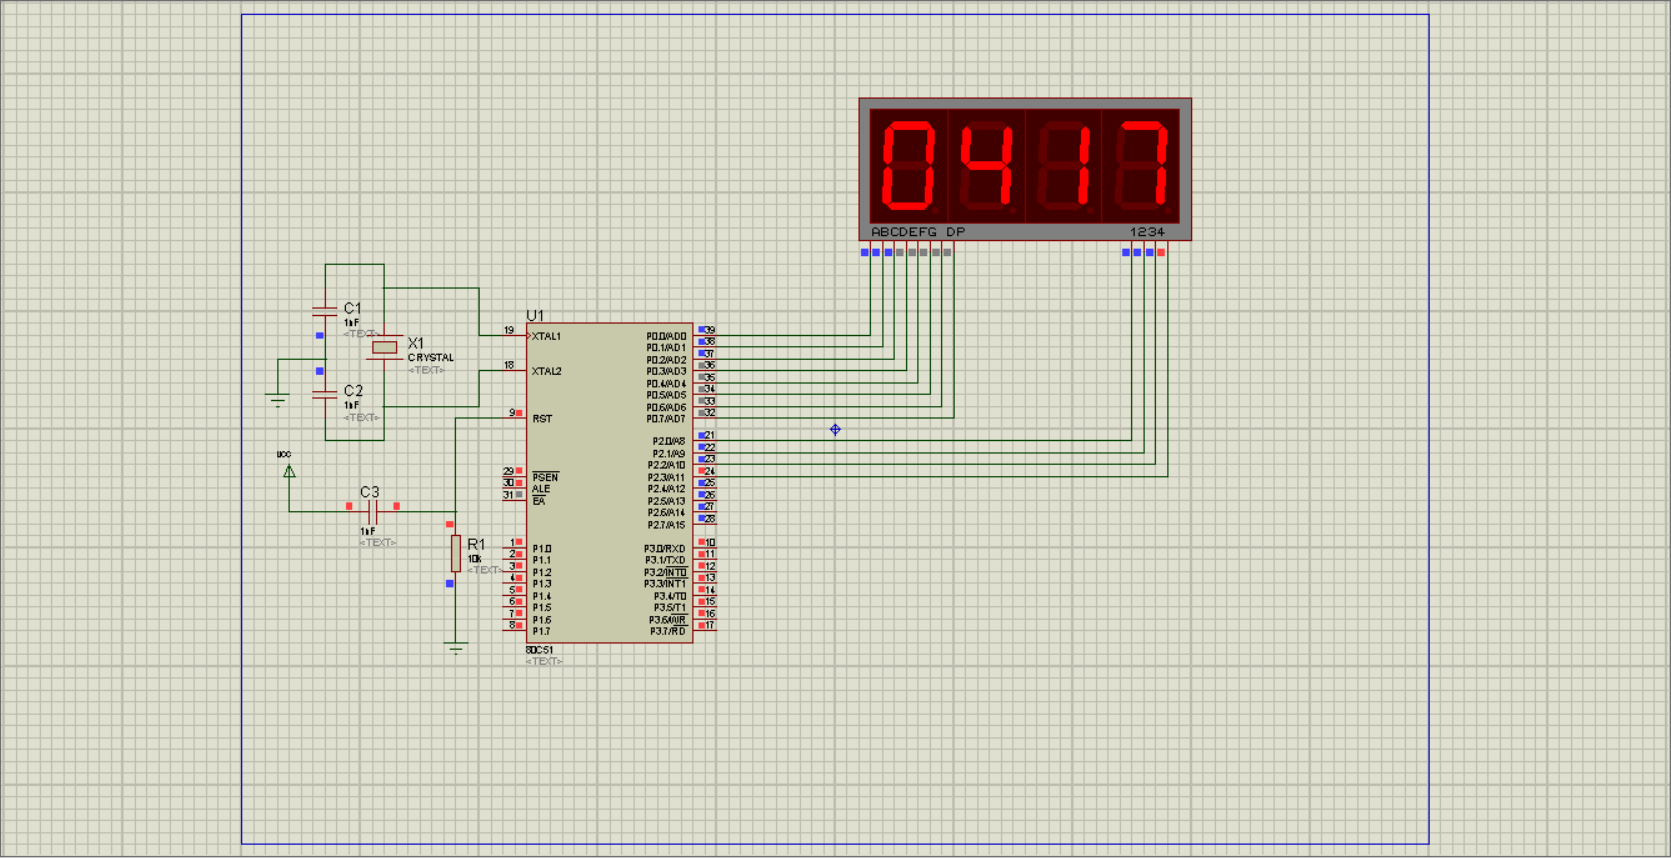 0417
ABCDEFG DP
1234
C1
1nF
<TEXT>
X1
CRYSTAL
<TEXT>
C2
1nF
<TEXT>
VCC
C3
1nF
<TEXT>
R1
10k
<TEXT>
U1
19 XTAL1
18 XTAL2
9 RST
29 PSEN
30 ALE
31 EA
1 P1.0
2 P1.1
3 P1.2
4 P1.3
5 P1.4
6 P1.5
7 P1.6
8 P1.7
P0.0/AD0 39
P0.1/AD1 38
P0.2/AD2 37
P0.3/AD3 36
P0.4/AD4 35
P0.5/AD5 34
P0.6/AD6 33
P0.7/AD7 32
P2.0/A8 21
P2.1/A9 22
P2.2/A10 23
P2.3/A11 24
P2.4/A12 25
P2.5/A13 26
P2.6/A14 27
P2.7/A15 28
P3.0/RXD 10
P3.1/TXD 11
P3.2/INT0 12
P3.3/INT1 13
P3.4/T0 14
P3.5/T1 15
P3.6/WR 16
P3.7/RD 17
80C51
<TEXT>